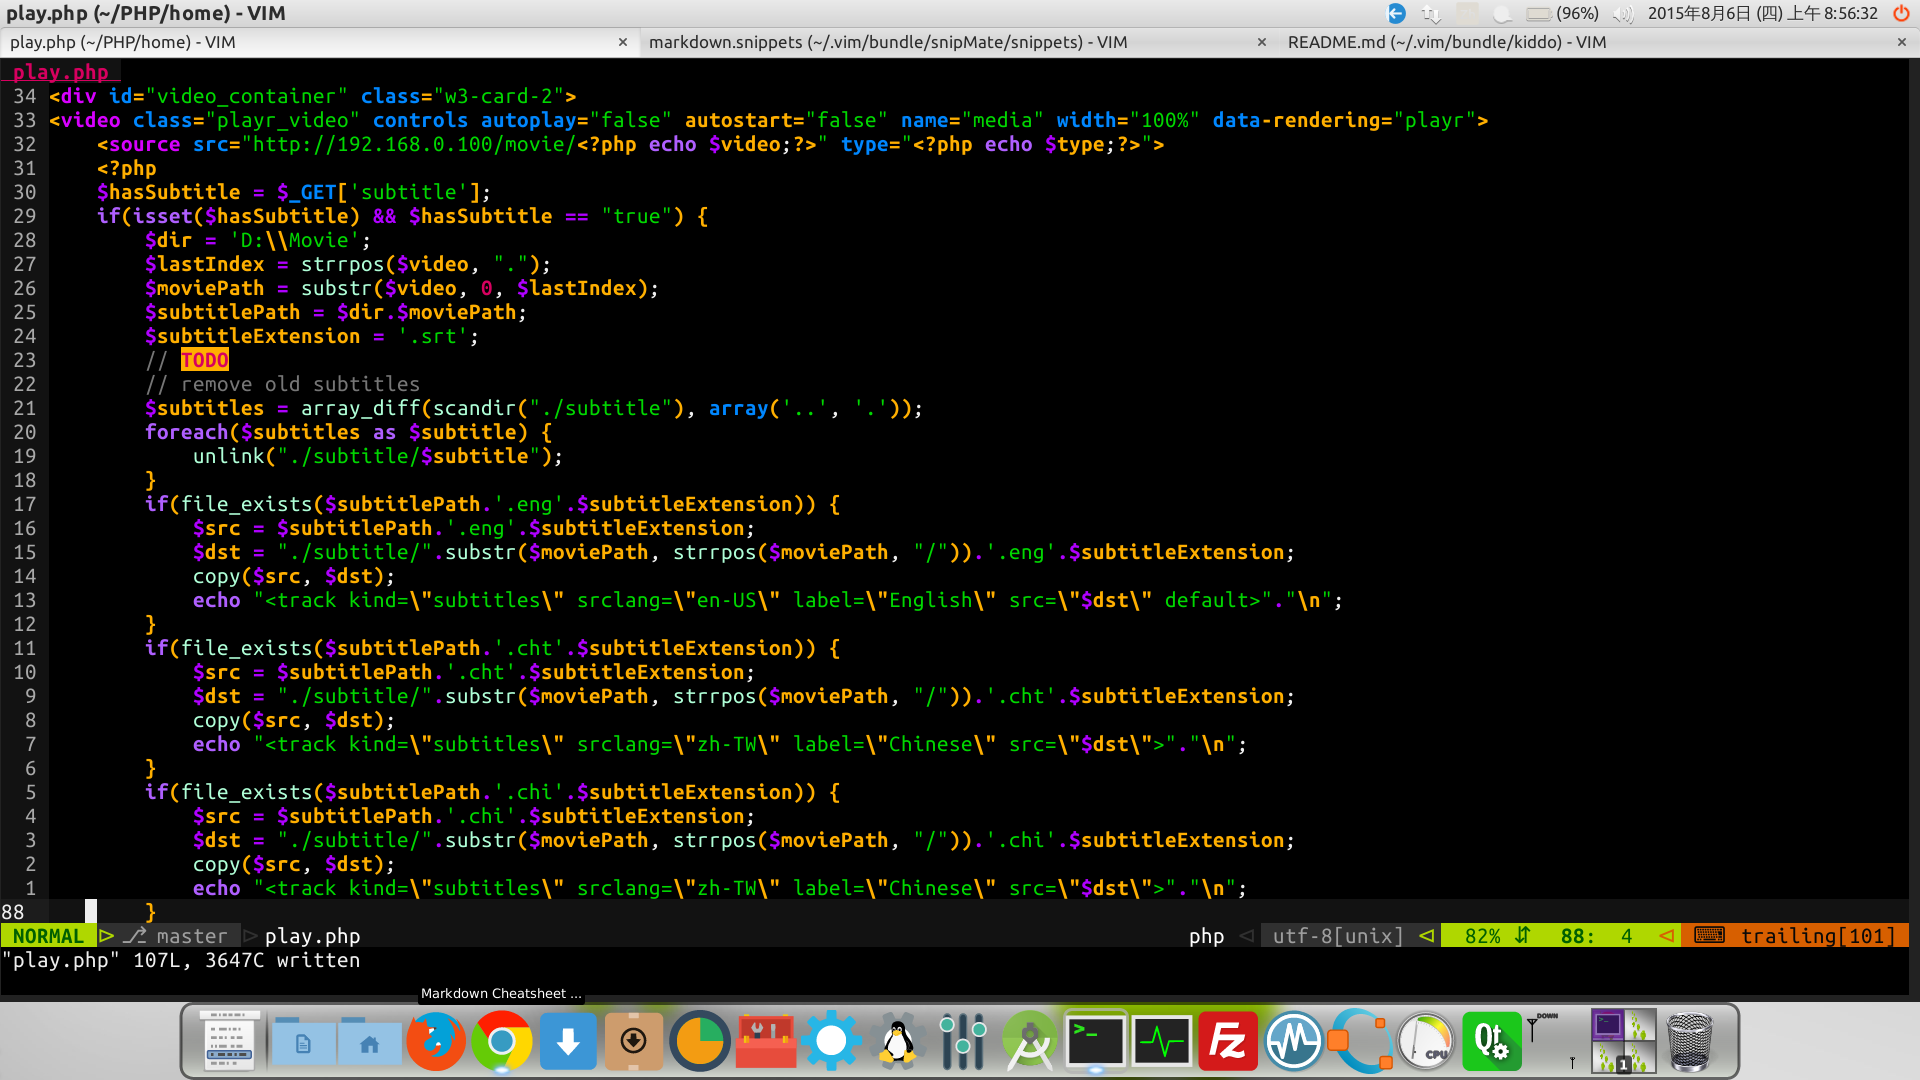 play.php (~/PHP/home) - VIM
(96%) 2015年8月6日 (四) 上午 8:56:32
play.php (~/PHP/home) - VIM × markdown.snippets (~/.vim/bundle/snipMate/snippets) - VIM × README.md (~/.vim/bundle/kiddo) - VIM ×
play.php
34 <div id="video_container" class="w3-card-2">
33 <video class="playr_video" controls autoplay="false" autostart="false" name="media" width="100%" data-rendering="playr">
32     <source src="http://192.168.0.100/movie/<?php echo $video;?>" type="<?php echo $type;?>">
31     <?php
30     $hasSubtitle = $_GET['subtitle'];
29     if(isset($hasSubtitle) && $hasSubtitle == "true") {
28         $dir = 'D:\\Movie';
27         $lastIndex = strrpos($video, ".");
26         $moviePath = substr($video, 0, $lastIndex);
25         $subtitlePath = $dir.$moviePath;
24         $subtitleExtension = '.srt';
23         // TODO
22         // remove old subtitles
21         $subtitles = array_diff(scandir("./subtitle"), array('..', '.'));
20         foreach($subtitles as $subtitle) {
19             unlink("./subtitle/$subtitle");
18         }
17         if(file_exists($subtitlePath.'.eng'.$subtitleExtension)) {
16             $src = $subtitlePath.'.eng'.$subtitleExtension;
15             $dst = "./subtitle/".substr($moviePath, strrpos($moviePath, "/")).'.eng'.$subtitleExtension;
14             copy($src, $dst);
13             echo "<track kind=\"subtitles\" srclang=\"en-US\" label=\"English\" src=\"$dst\" default>"."\n";
12         }
11         if(file_exists($subtitlePath.'.cht'.$subtitleExtension)) {
10             $src = $subtitlePath.'.cht'.$subtitleExtension;
9             $dst = "./subtitle/".substr($moviePath, strrpos($moviePath, "/")).'.cht'.$subtitleExtension;
8             copy($src, $dst);
7             echo "<track kind=\"subtitles\" srclang=\"zh-TW\" label=\"Chinese\" src=\"$dst\">"."\n";
6         }
5         if(file_exists($subtitlePath.'.chi'.$subtitleExtension)) {
4             $src = $subtitlePath.'.chi'.$subtitleExtension;
3             $dst = "./subtitle/".substr($moviePath, strrpos($moviePath, "/")).'.chi'.$subtitleExtension;
2             copy($src, $dst);
1             echo "<track kind=\"subtitles\" srclang=\"zh-TW\" label=\"Chinese\" src=\"$dst\">"."\n";
88         }
NORMAL master play.php php utf-8[unix] 82% 88: 4 trailing[101]
"play.php" 107L, 3647C written
Markdown Cheatsheet ...
>_ Fz CPU Qt DOWN 1